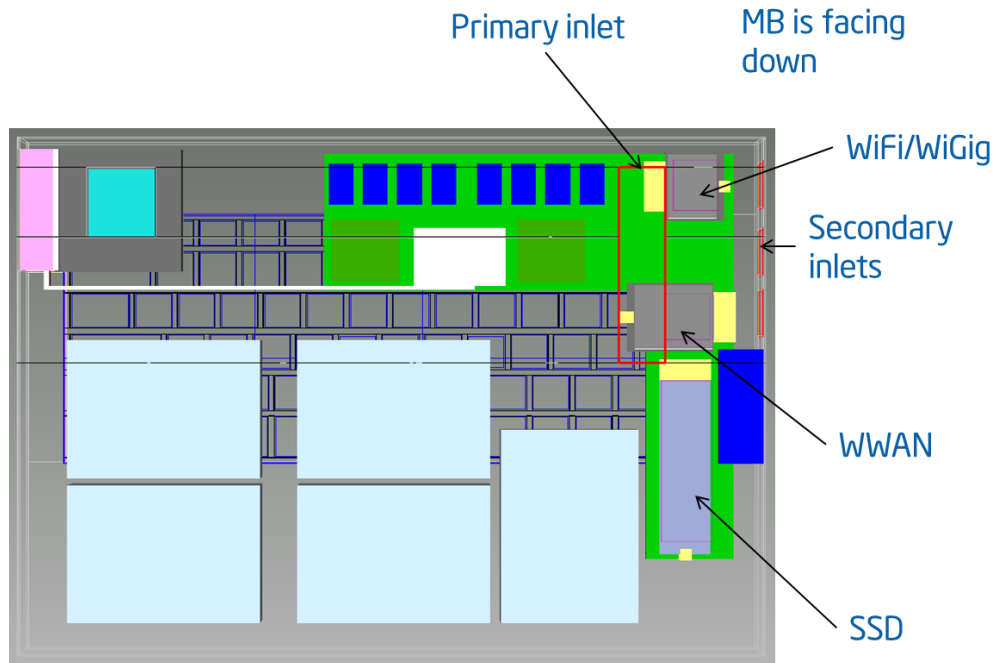 Primary inlet
MB is facing
down
WiFi/WiGig
Secondary
inlets
WWAN
SSD